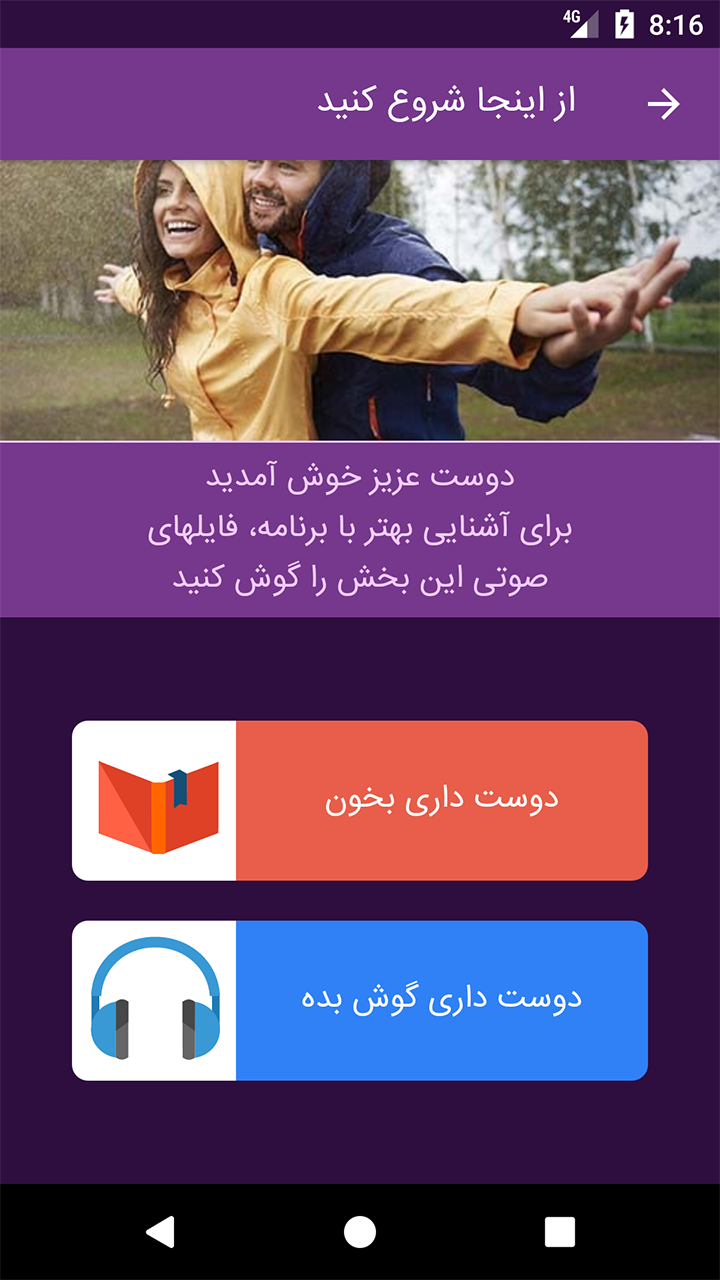 4G 8:16
از اینجا شروع کنید
دوست عزیز خوش آمدید
برای آشنایی بهتر با برنامه، فایلهای
صوتی این بخش را گوش کنید
دوست داری بخون
دوست داری گوش بده